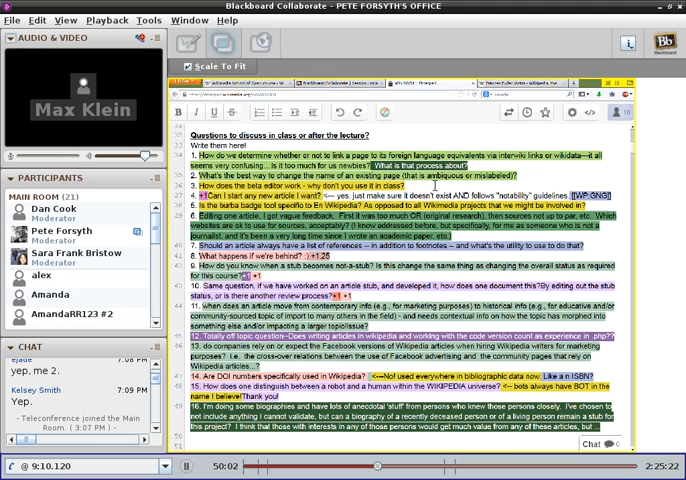 Blackboard Collaborate - PETE FORSYTH'S OFFICE
File Edit View Playback Tools Window Help
Scale To Fit
AUDIO & VIDEO
Max Klein
PARTICIPANTS
MAIN ROOM (21)
Dan Cook
Moderator
Pete Forsyth
Moderator
Sara Frank Bristow
Moderator
alex
Amanda
AmandaRR123 #2
CHAT
7:08 PM
yep, me 2.
Kelsey Smith 7:09 PM
Yep.
- Teleconference joined the Main Room. ( 3:07 PM ) -
Questions to discuss in class or after the lecture?
Write them here!
1. How do we determine whether or not to link a page to its foreign language equivalents via interwiki links or wikidata—it all
seems very confusing...Is it too much for us newbies? What is that process about?
2. What's the best way to change the name of an existing page (that is ambiguous or mislabeled)?
3. How does the beta editor work - why don't you use it in class?
4. +1Can I start any new article I want? <--- yes, just make sure it doesn't exist AND follows "notability" guidelines. [[WP:GNG]]
5. Is the barba badge tool specific to En Wikipedia? As opposed to all Wikimedia projects that we might be involved in?
6. Editing one article, I got vague feedback. First it was too much OR (original research), then sources not up to par, etc. Which
websites are ok to use for sources, acceptably? (I know addressed before, but specifically, for me as someone who is not a
journalist, and it's been a very long time since I wrote an academic paper, etc.)
7. Should an article always have a list of references -- in addition to footnotes -- and what's the utility to use to do that?
8. What happens if we're behind? :) +1.25
9. How do you know when a stub becomes not-a-stub? Is this change the same thing as changing the overall status as required
for this course?+1 +1
10. Same question, if we have worked on an article stub, and developed it, how does one document this?By editing out the stub
status, or is there another review process?+1 +1
11. when does an article move from contemporary info (e.g., for marketing purposes) to historical info (e.g., for educative and/or
community-sourced topic of import to many others in the field) - and needs contextual info on how the topic has morphed into
something else and/or impacting a larger topic/issue?
12. Totally off topic question--Does writing articles in wikipedia and working with the code version count as experience in .php??
13. do companies rely on or expect the Facebook versions of Wikipedia articles when hiring Wikipedia writers for marketing
purposes? i.e. the cross-over relations between the use of Facebook advertising and the community pages that rely on
Wikipedia articles...?
14. Are DOI numbers specifically used in Wikipedia? <---No! used everywhere in bibliographic data now. Like a n ISBN?
15. How does one distinguish between a robot and a human within the WIKIPEDIA universe? <-- bots always have BOT in the
name I believe!Thank you!
16. I'm doing some biographies and have lots of anecdotal 'stuff' from persons who knew those persons closely. I've chosen to
not include anything I cannot validate, but can a biography of a recently deceased person or of a living person remain a stub for
this project? I think that those with interests in any of those persons would get much value from any of these articles, but ...
Chat 0
@ 9:10.120
50:02
2:25:22